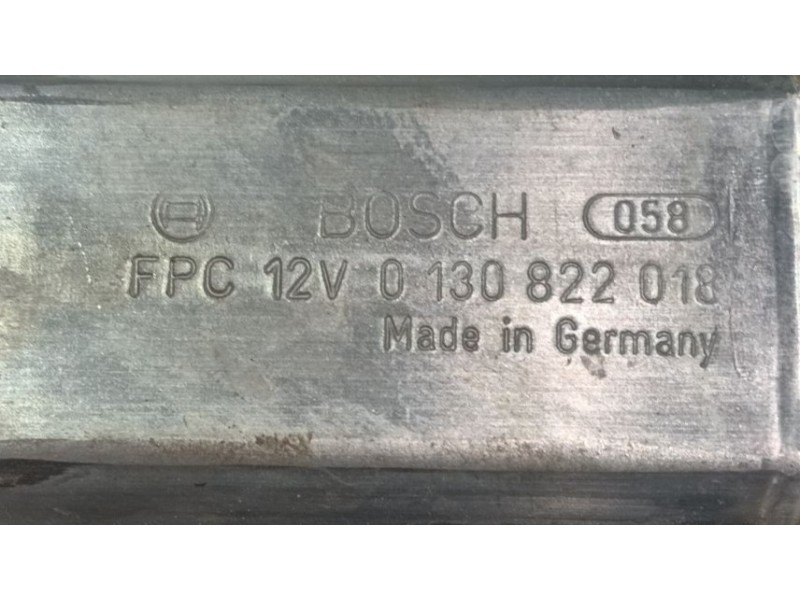 BOSCH 058
FPC 12V 0 130 822 018
Made in Germany